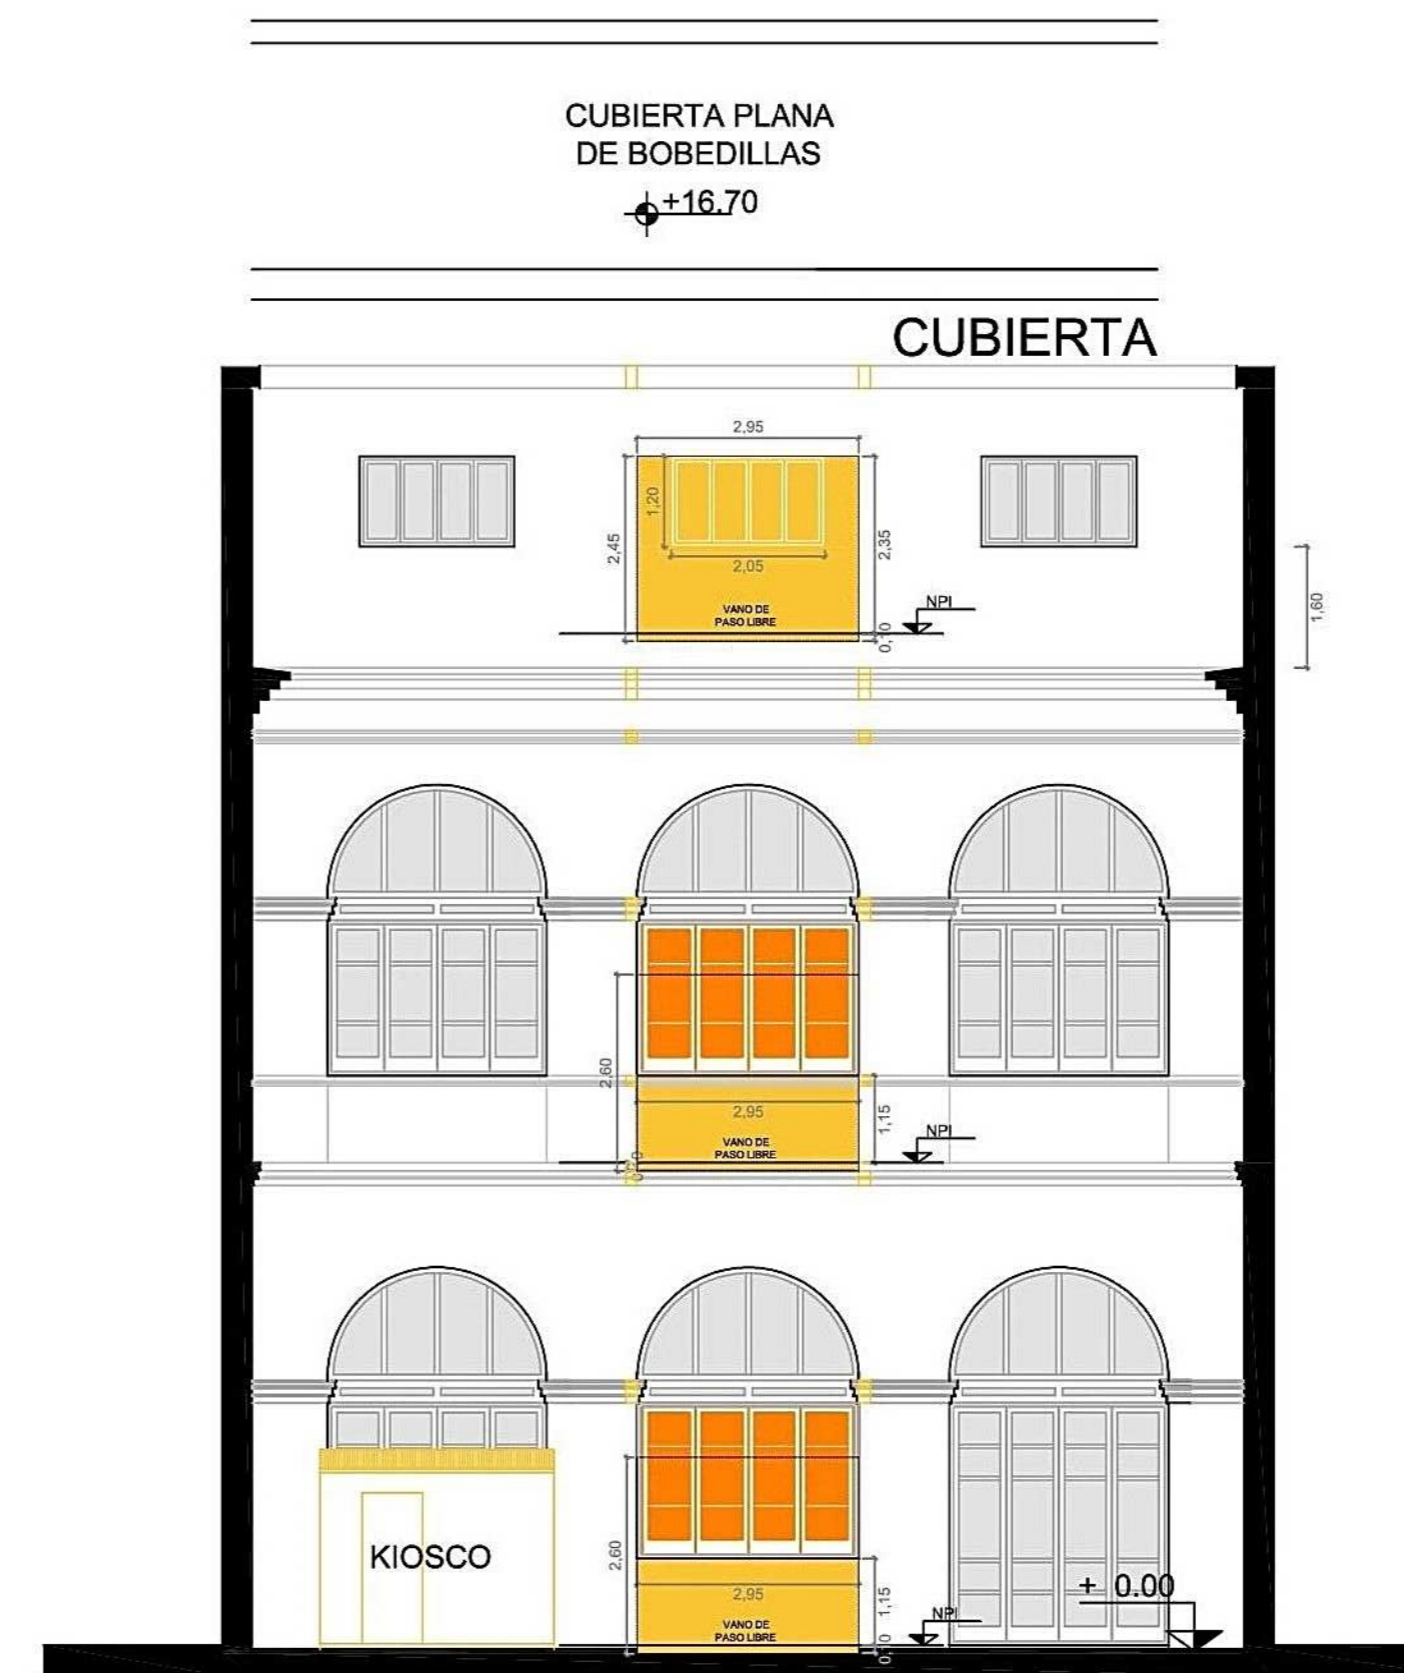 CUBIERTA PLANA
DE BOBEDILLAS
+16.70
CUBIERTA
2,95
1,20
2,45
2,35
2,05
VANO DE
PASO LIBRE
NPI
0,10
1,60
2,60
2,95
1,15
VANO DE
PASO LIBRE
NPI
KIOSCO
2,60
2,95
1,15
VANO DE
PASO LIBRE
NPI
0,10
+ 0.00